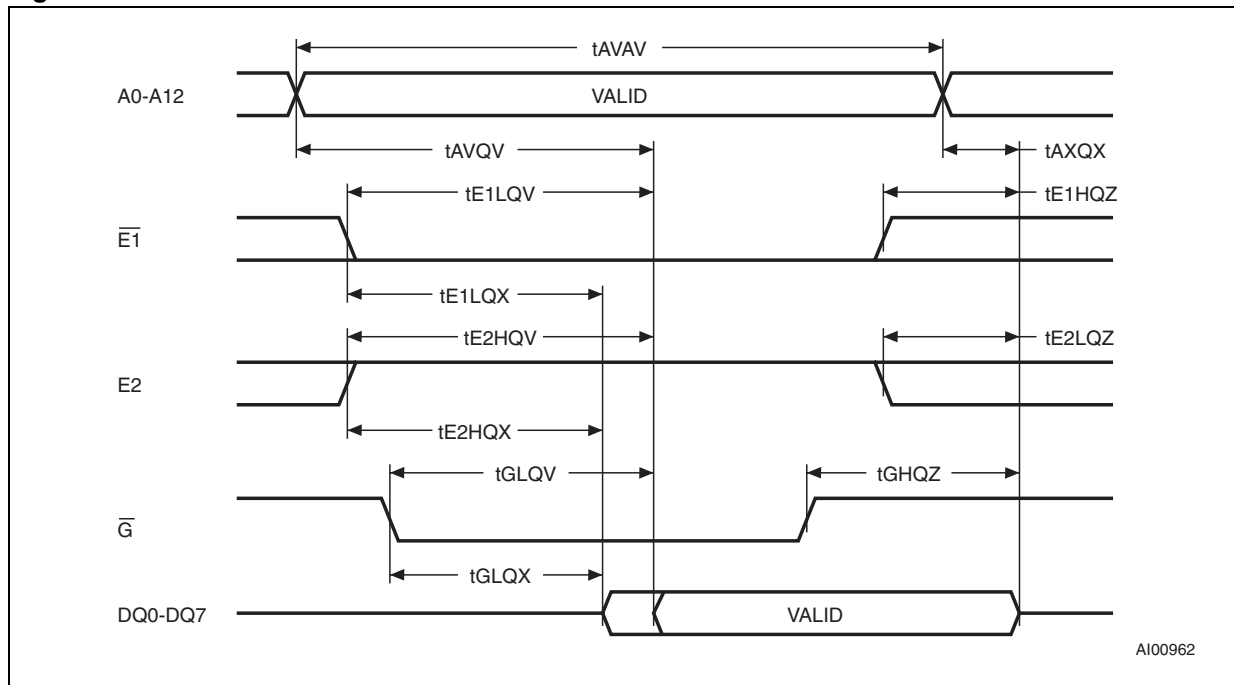 tAVAV
A0-A12
VALID
tAVQV
tAXQX
tE1LQV
tE1HQZ
E1
tE1LQX
tE2HQV
tE2LQZ
E2
tE2HQX
tGLQV
tGHQZ
G
tGLQX
DQ0-DQ7
VALID
AI00962